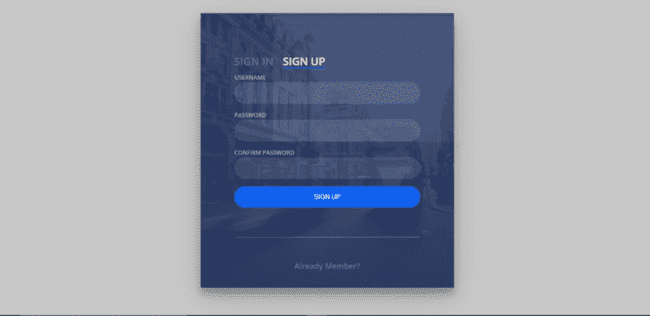 SIGN IN SIGN UP
USERNAME
PASSWORD
CONFIRM PASSWORD
SIGN UP
Already Member?